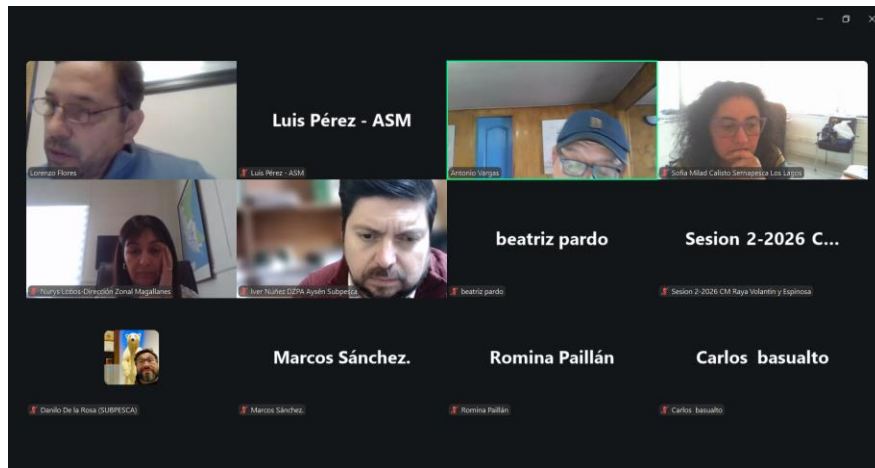 Lorenzo Flores
Luis Pérez - ASM
Luis Pérez - ASM
Antonio Vargas
Sofia Milad Calisto Sernapesca Los Lagos
Nurys Lobos-Dirección Zonal Magallanes
Iver Nuñez DZPA Aysén Subpesca
beatriz pardo
beatriz pardo
Sesion 2-2026 C...
Sesion 2-2026 CM Raya Volantin y Espinosa
Danilo De la Rosa (SUBPESCA)
Marcos Sánchez.
Marcos Sánchez.
Romina Paillán
Romina Paillán
Carlos basualto
Carlos basualto